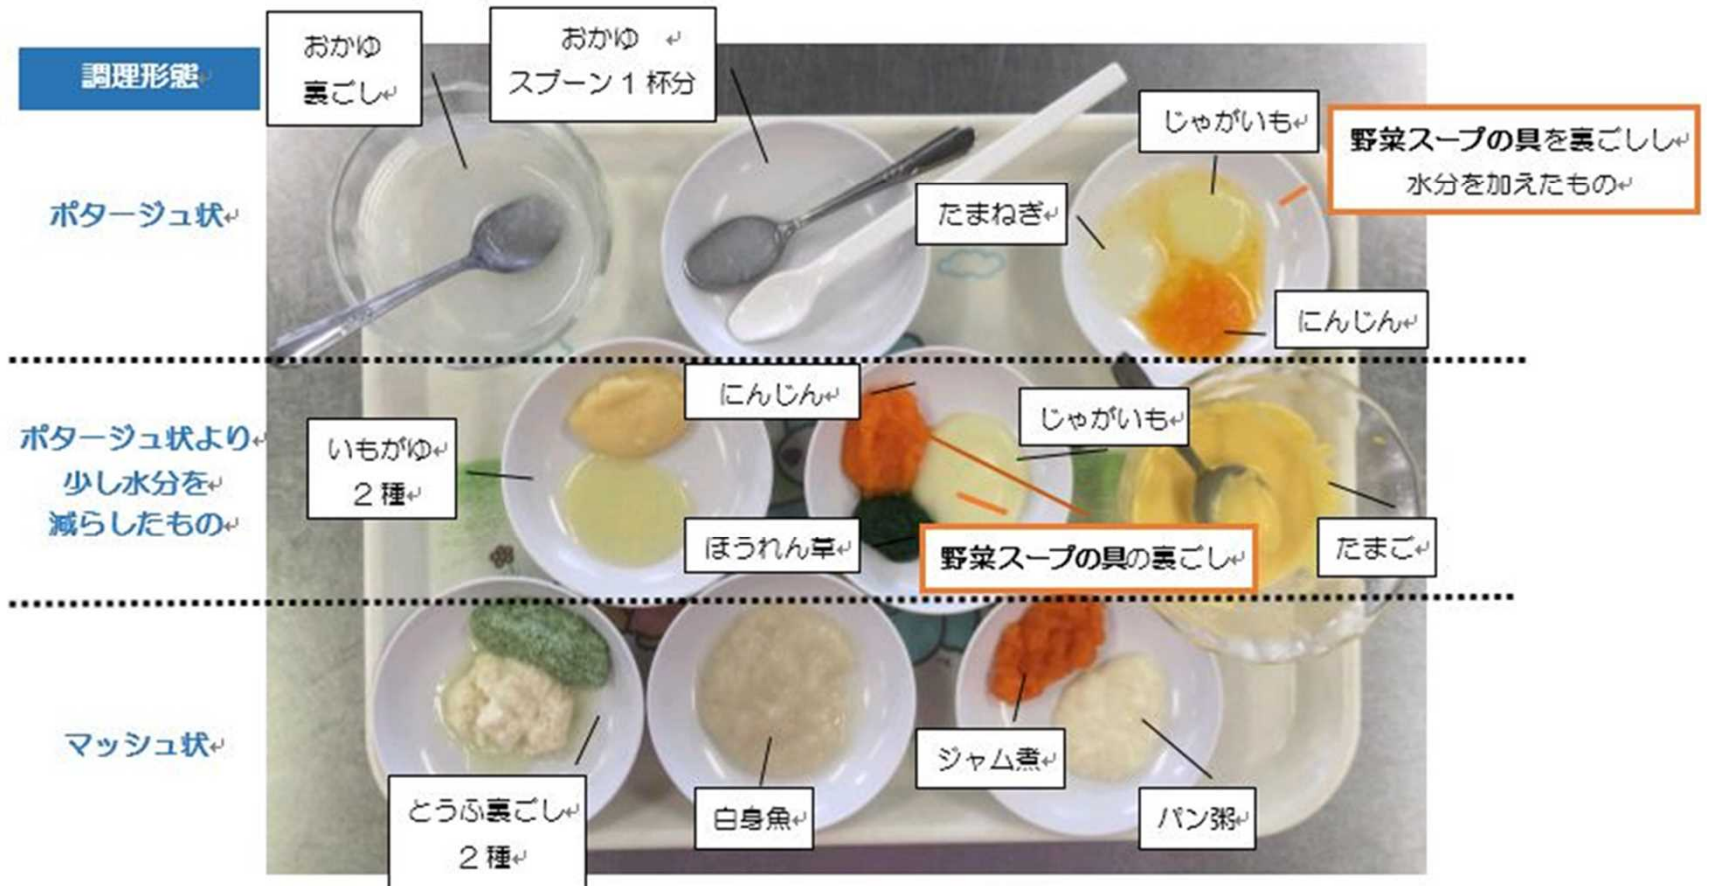 調理形態
おかゆ
裏ごし
おかゆ
スプーン１杯分
じゃがいも
野菜スープの具を裏ごしし
水分を加えたもの
ポタージュ状
たまねぎ
にんじん
にんじん
じゃがいも
ポタージュ状より
少し水分を
減らしたもの
いもがゆ
２種
ほうれん草
野菜スープの具の裏ごし
たまご
マッシュ状
とうふ裏ごし
２種
白身魚
ジャム煮
パン粥